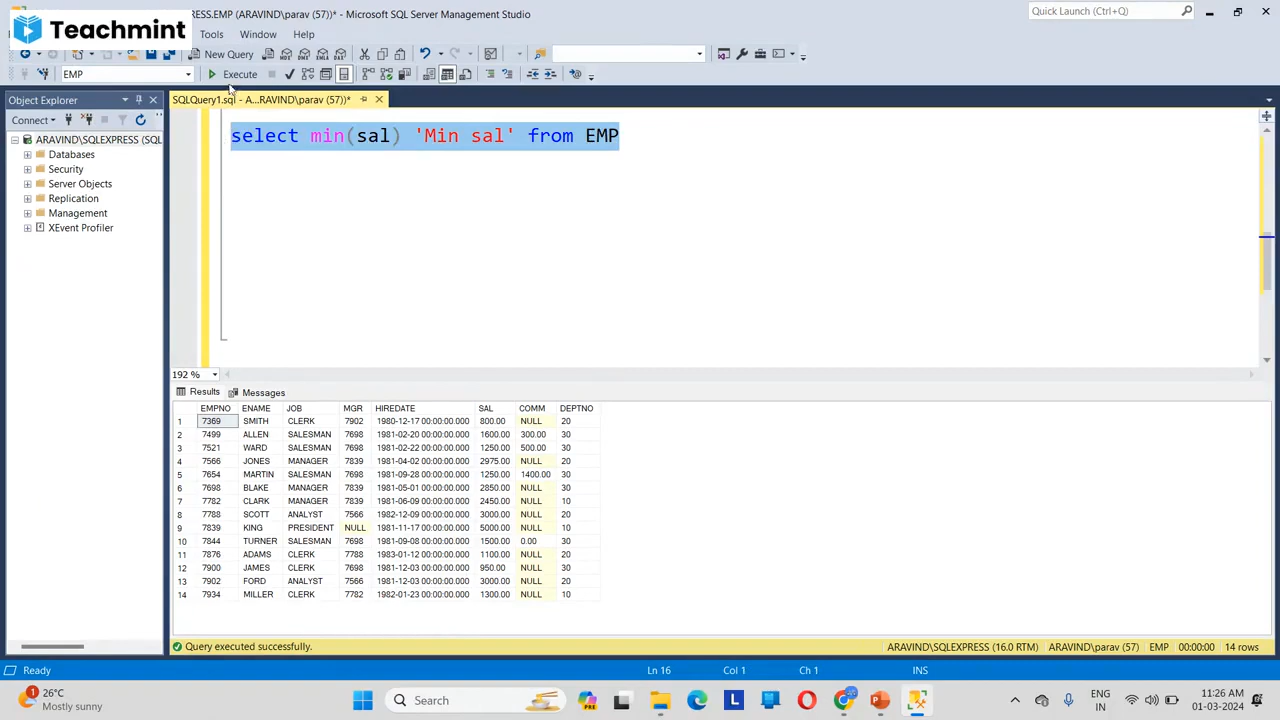 RESS.EMP (ARAVIND\parav (57))* - Microsoft SQL Server Management Studio
Quick Launch (Ctrl+Q)
Teachmint
Tools Window Help
New Query
EMP Execute
Object Explorer
SQLQuery1.sql - A...RAVIND\parav (57))*
Connect
ARAVIND\SQLEXPRESS (SQL
Databases
Security
Server Objects
Replication
Management
XEvent Profiler
select min(sal) 'Min sal' from EMP
192 %
Results Messages
EMPNO ENAME JOB MGR HIREDATE SAL COMM DEPTNO
1 7369 SMITH CLERK 7902 1980-12-17 00:00:00.000 800.00 NULL 20
2 7499 ALLEN SALESMAN 7698 1981-02-20 00:00:00.000 1600.00 300.00 30
3 7521 WARD SALESMAN 7698 1981-02-22 00:00:00.000 1250.00 500.00 30
4 7566 JONES MANAGER 7839 1981-04-02 00:00:00.000 2975.00 NULL 20
5 7654 MARTIN SALESMAN 7698 1981-09-28 00:00:00.000 1250.00 1400.00 30
6 7698 BLAKE MANAGER 7839 1981-05-01 00:00:00.000 2850.00 NULL 30
7 7782 CLARK MANAGER 7839 1981-06-09 00:00:00.000 2450.00 NULL 10
8 7788 SCOTT ANALYST 7566 1982-12-09 00:00:00.000 3000.00 NULL 20
9 7839 KING PRESIDENT NULL 1981-11-17 00:00:00.000 5000.00 NULL 10
10 7844 TURNER SALESMAN 7698 1981-09-08 00:00:00.000 1500.00 0.00 30
11 7876 ADAMS CLERK 7788 1983-01-12 00:00:00.000 1100.00 NULL 20
12 7900 JAMES CLERK 7698 1981-12-03 00:00:00.000 950.00 NULL 30
13 7902 FORD ANALYST 7566 1981-12-03 00:00:00.000 3000.00 NULL 20
14 7934 MILLER CLERK 7782 1982-01-23 00:00:00.000 1300.00 NULL 10
Query executed successfully. ARAVIND\SQLEXPRESS (16.0 RTM) ARAVIND\parav (57) EMP 00:00:00 14 rows
Ready Ln 16 Col 1 Ch 1 INS
26°C
Mostly sunny
Search
ENG
IN
11:26 AM
01-03-2024